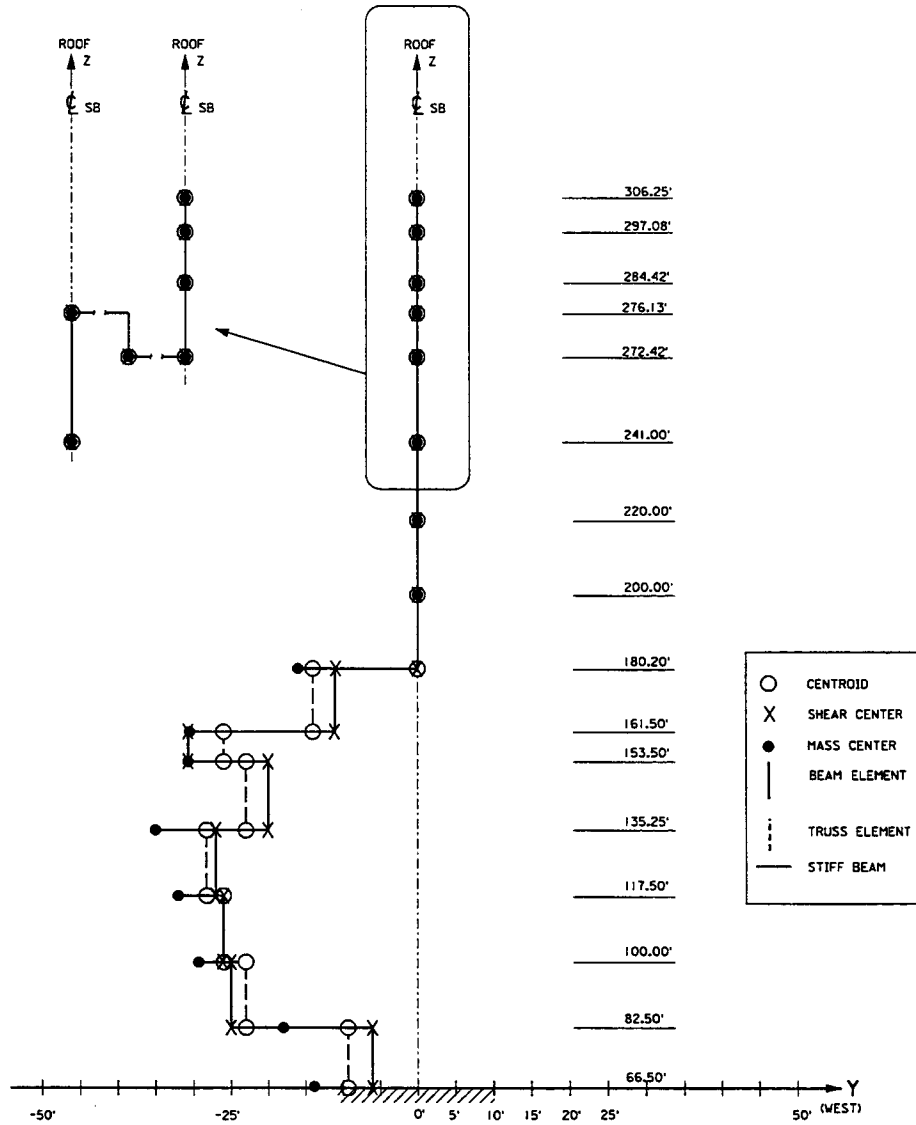 ROOF ROOF ROOF
Z Z Z
℄ SB ℄ SB ℄ SB
306.25'
297.08'
284.42'
276.13'
272.42'
241.00'
220.00'
200.00'
180.20'
161.50'
153.50'
135.25'
117.50'
100.00'
82.50'
66.50'
CENTROID
X SHEAR CENTER
MASS CENTER
BEAM ELEMENT
TRUSS ELEMENT
STIFF BEAM
Y
(WEST)
-50' -25' 0' 5' 10' 15' 20' 25' 50'